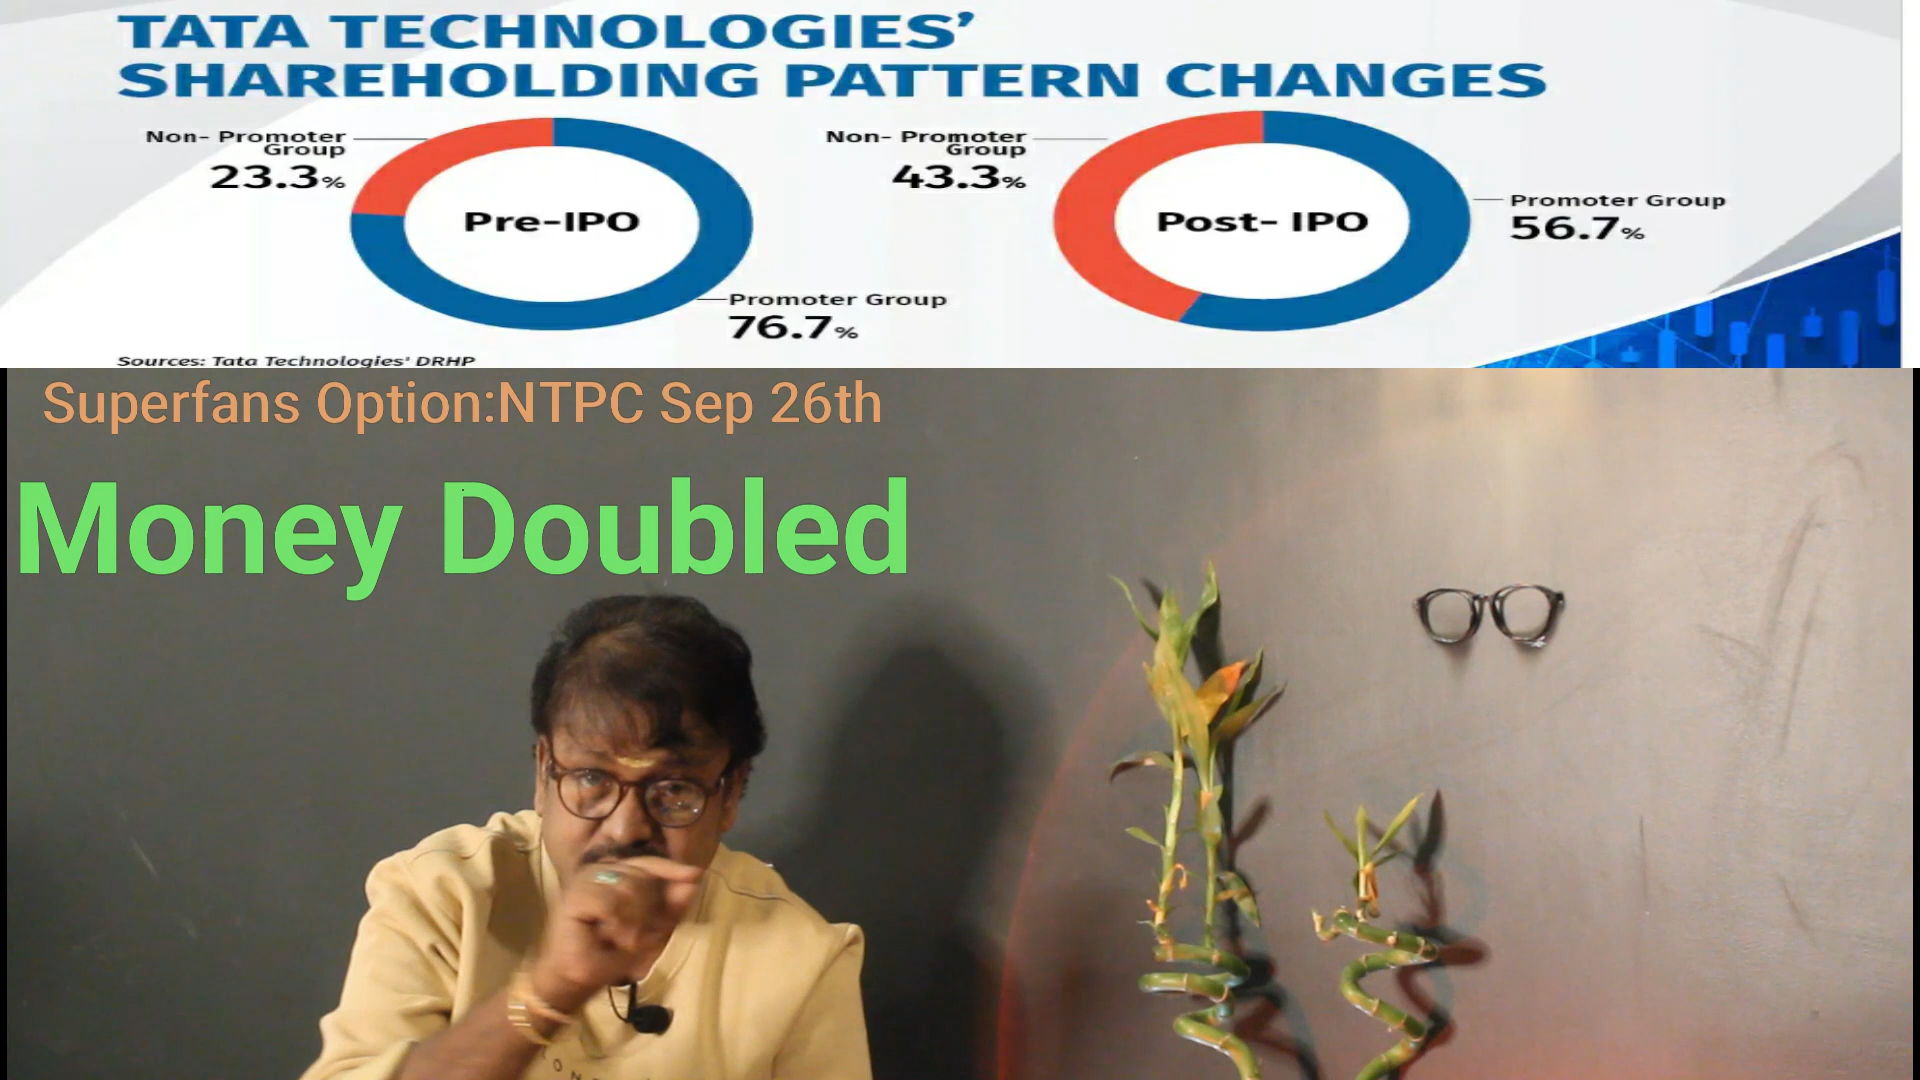 TATA TECHNOLOGIES’
SHAREHOLDING PATTERN CHANGES
Non- Promoter
Group
23.3%
Pre-IPO
Promoter Group
76.7%
Non- Promoter
Group
43.3%
Post- IPO
Promoter Group
56.7%
Sources: Tata Technologies' DRHP
Superfans Option:NTPC Sep 26th
Money Doubled